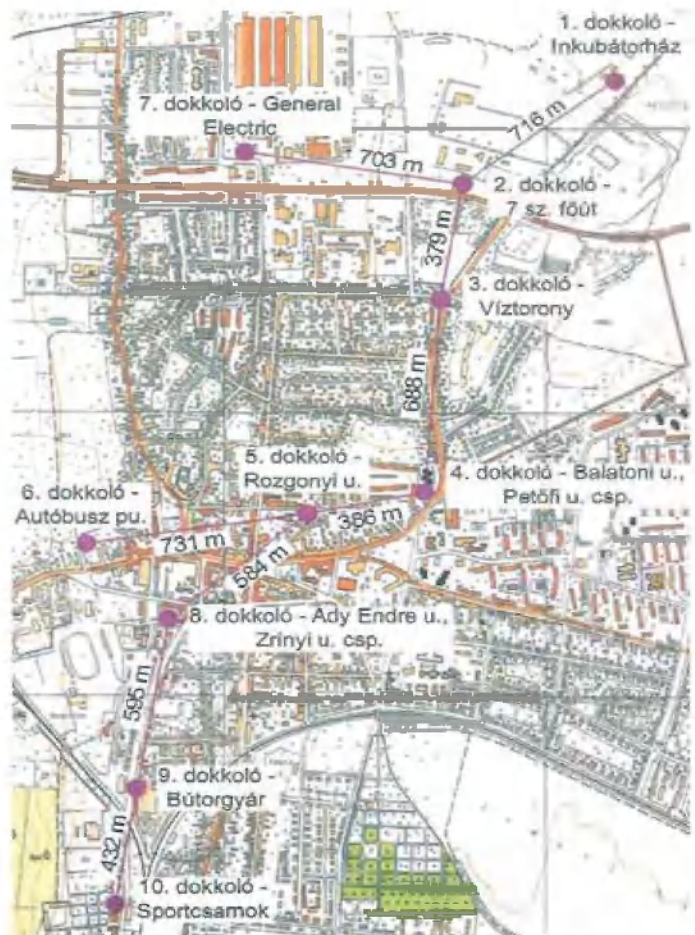 1. dokkoló -
Inkubátorház
7. dokkoló - General
Electric
716 m
703 m
2. dokkoló -
7 sz. főút
379 m
3. dokkoló -
Víztorony
688 m
5. dokkoló -
Rozgonyi u.
4. dokkoló - Balatoni u.,
Petőfi u. csp.
6. dokkoló -
Autóbusz pu.
386 m
731 m
584 m
8. dokkoló - Ady Endre u.,
Zrínyi u. csp.
595 m
9. dokkoló -
Bútorgyár
432 m
10. dokkoló -
Sportcsarnok